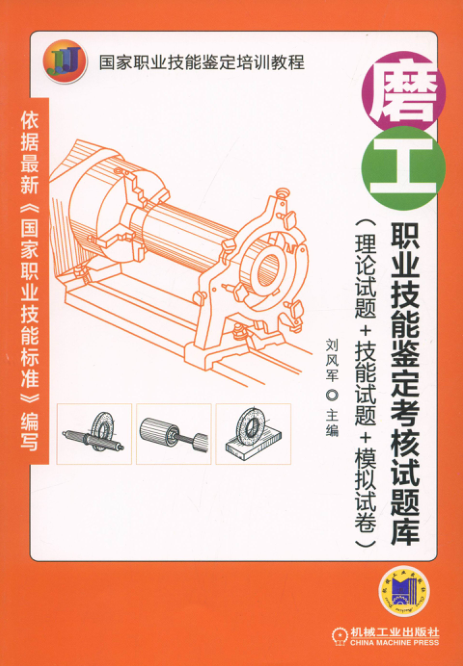 国家职业技能鉴定培训教程
磨工
职业技能鉴定考核试题库
(理论试题+技能试题+模拟试卷)
刘风军◎主编
依据最新《国家职业技能标准》编写
机械工业出版社
CHINA MACHINE PRESS